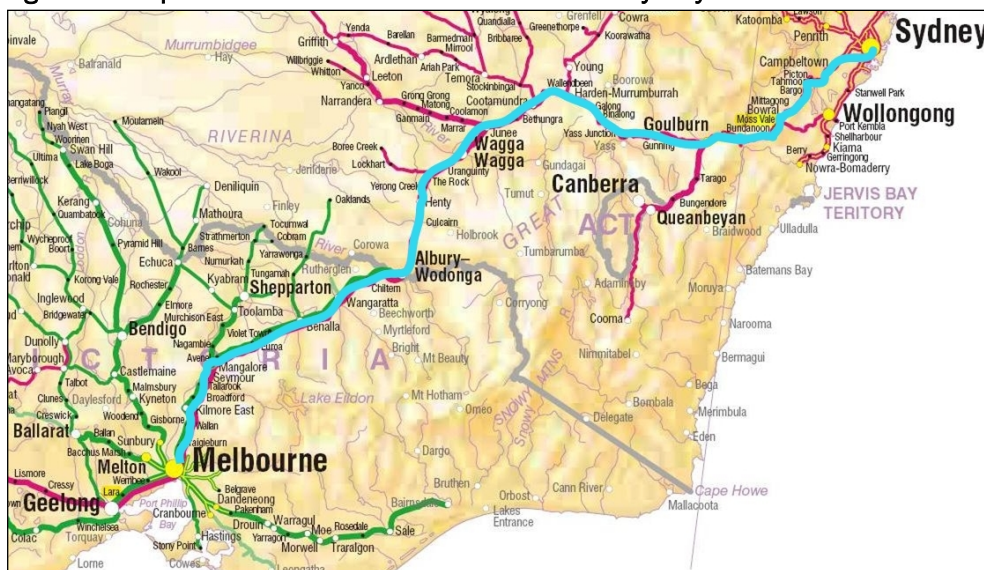 Yenda
Barellan
Barmedman
Mirrool
Quandialla
Bribbaree
Grenfell
Greenethorpe
Cowra
Koorawatha
Katoomba
Lawson
Penrith
Sydney
Murrumbidgee
Hay
Griffith
Ardlethan
Ariah Park
Temora
Young
Campbeltown
Balranald
Willbriggie
Whitton
Leeton
Yanco
Stockinbingal
Wallendbeen
Boorowa
Picton
Tahmoor
Bargo
Murray
Narrandera
Grong Grong
Matong
Ganmain
Coolamon
Cootamundra
Harden-Murrumburrah
Galong
Binalong
Mittagong
Bowral
Moss Vale
Bundanoon
Stanwell Park
Piangil
Nyah West
Woorinen
Swan Hill
Ultima
Lake Boga
Moulamein
RIVERINA
River
Marrar
Junee
Bethungra
Wagga
Wagga
Yass Junction
Yass
Gunning
Goulburn
Wollongong
Port Kembla
Shellharbour
Kiama
Gerringong
Berry
Nowra-Bomaderry
Boree Creek
Lockhart
Uranquinty
The Rock
Gundagai
Tarago
Wakool
Jerilderie
Deniliquin
Yerong Creek
Henty
Tumut
Canberra
Bungendore
JERVIS BAY
TERITORY
Kerang
Quambatook
Cohuna
Mathoura
Finley
Oaklands
Culcairn
Holbrook
GREAT
ACT
Queanbeyan
Braidwood
Ulladulla
Wycheproof
Boort
Loddon
Pyramid Hill
Strathmerton
Tocumwal
Cobram
Barnes
Numurkah
Yarrawonga
River
Corowa
Tumbarumba
Echuca
Korong Vale
Rochester
Kyabram
Tungamah
Rutherglen
Albury–
Wodonga
Adaminaby
Batemans Bay
Shepparton
Chiltern
Corryong
Moruya
Inglewood
Bridgewater
Elmore
Murchison East
Toolamba
Wangaratta
Beechworth
Cooma
Narooma
Bendigo
Nagambie
Violet Town
Benalla
Myrtleford
Dunolly
Maryborough
Euroa
Bright
Mt Beauty
Nimmitabel
Bermagui
C T R I A
Avoca
Castlemaine
Mangalore
Seymour
Tallarook
Talbot
Malmsbury
Broadford
Clunes
Daylesford
Kyneton
Lake Eildon
Mt Hotham
SNOWY MTNS
Bombala
Bega
Creswick
Woodend
Gisborne
Kilmore East
Wallan
Omeo
Snowy
Delegate
Merimbula
Ballarat
Ballan
Sunbury
Eden
Bacchus Marsh
Melton
Melbourne
Dargo
Lismore
Cressy
Werribee
Lara
Belgrave
Dandenong
Bruthen
Bairnsdale
Orbost
Cann River
Cape Howe
Mallacoota
Geelong
Port Phillip
Bay
Cranbourne
Pakenham
Drouin
Warragul
Moe
Rosedale
Sale
Lakes
Entrance
Winchelsea
Colac
Torquay
Hastings
Stony Point
Yarragon
Morwell
Traralgon
Lorne
Cowes
Leongatha